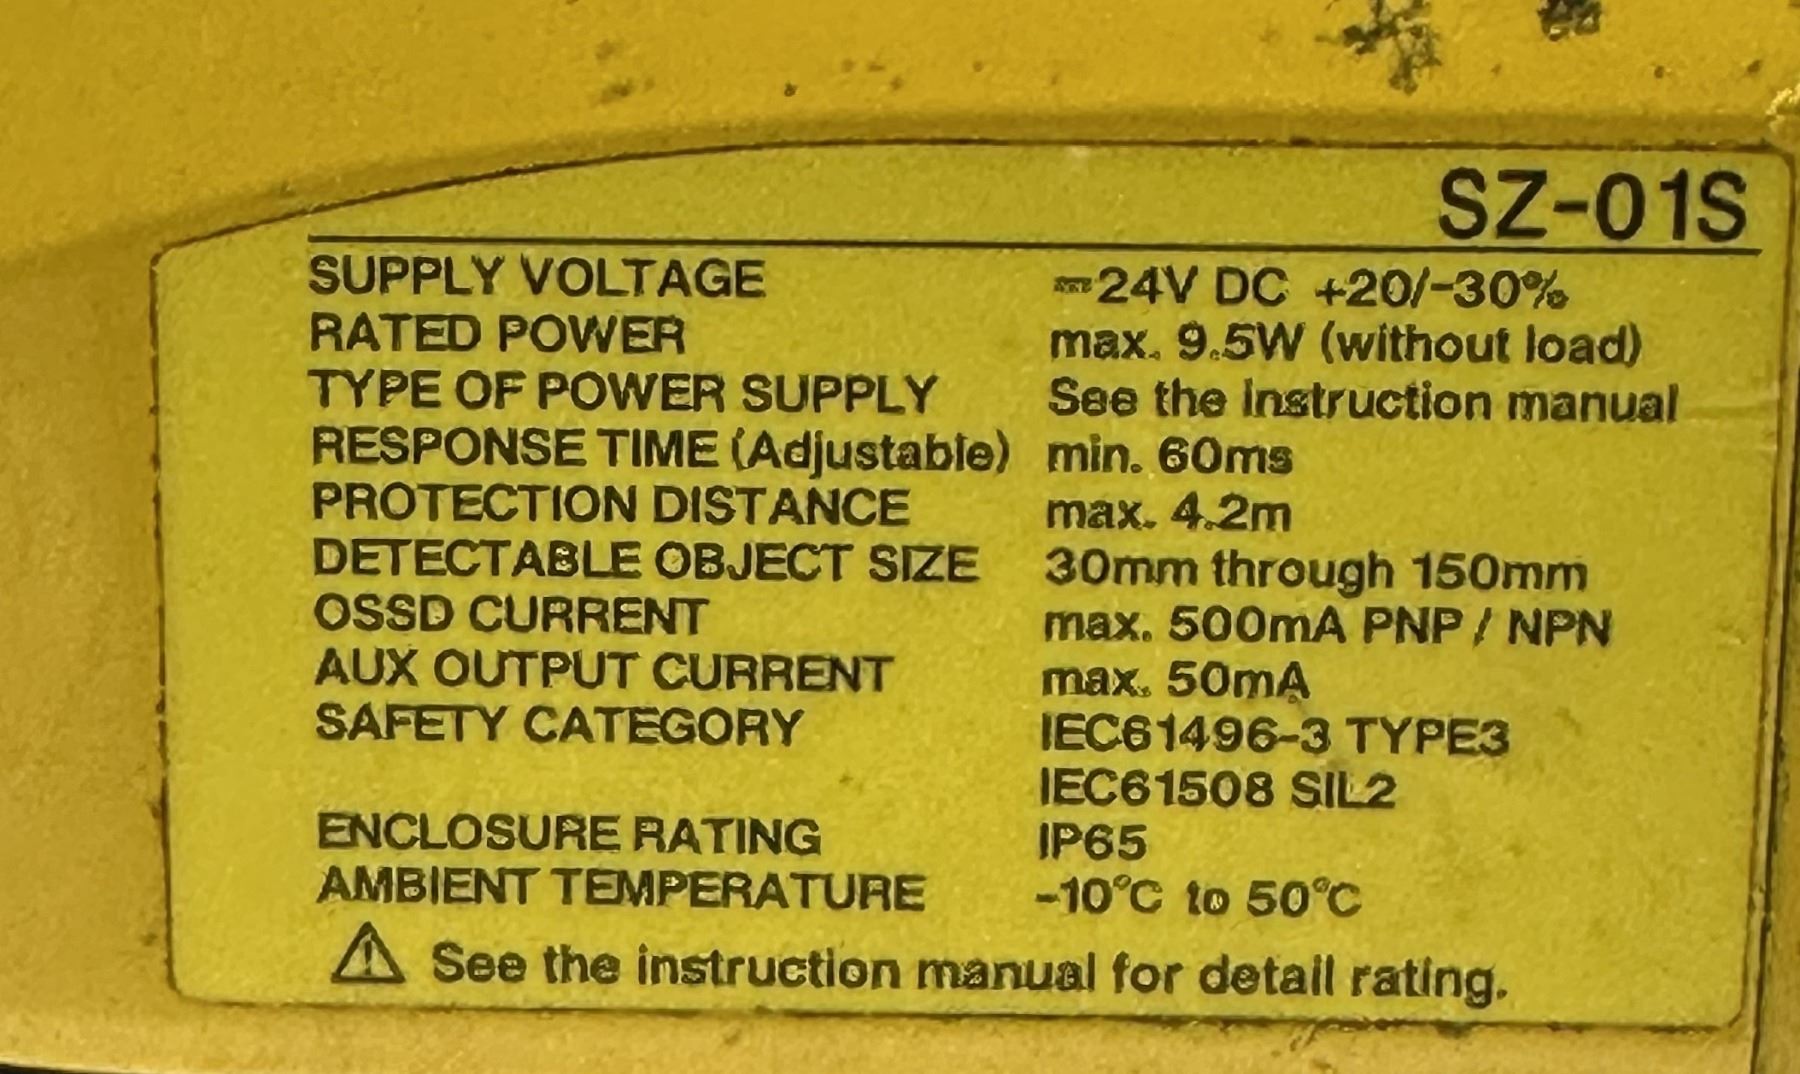 SZ-01S
SUPPLY VOLTAGE ⎓24V DC +20/-30%
RATED POWER max. 9.5W (without load)
TYPE OF POWER SUPPLY See the instruction manual
RESPONSE TIME (Adjustable) min. 60ms
PROTECTION DISTANCE max. 4.2m
DETECTABLE OBJECT SIZE 30mm through 150mm
OSSD CURRENT max. 500mA PNP / NPN
AUX OUTPUT CURRENT max. 50mA
SAFETY CATEGORY IEC61496-3 TYPE3
IEC61508 SIL2
ENCLOSURE RATING IP65
AMBIENT TEMPERATURE -10°C to 50°C
⚠ See the instruction manual for detail rating.